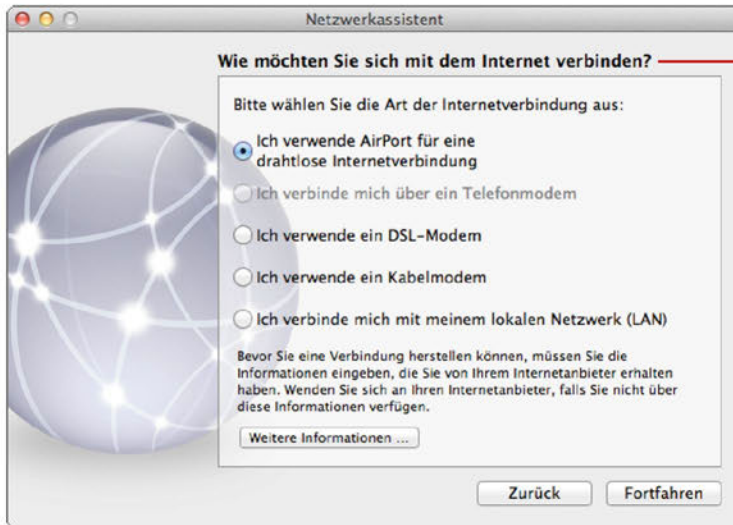 Netzwerkassistent
Wie möchten Sie sich mit dem Internet verbinden?
Bitte wählen Sie die Art der Internetverbindung aus:
Ich verwende AirPort für eine
drahtlose Internetverbindung
Ich verbinde mich über ein Telefonmodem
Ich verwende ein DSL-Modem
Ich verwende ein Kabelmodem
Ich verbinde mich mit meinem lokalen Netzwerk (LAN)
Bevor Sie eine Verbindung herstellen können, müssen Sie die
Informationen eingeben, die Sie von Ihrem Internetanbieter erhalten
haben. Wenden Sie sich an Ihren Internetanbieter, falls Sie nicht über
diese Informationen verfügen.
Weitere Informationen ...
Zurück
Fortfahren